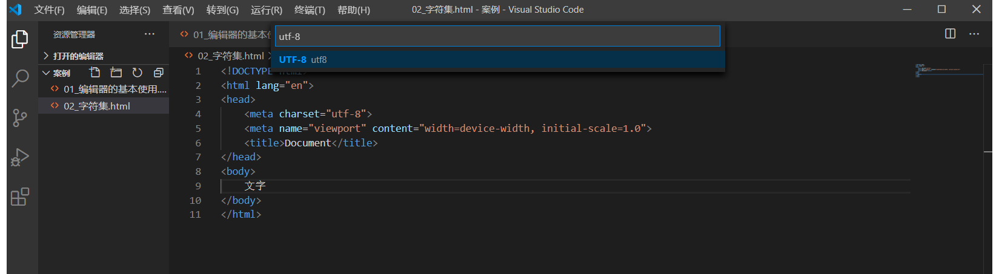 文件(F) 编辑(E) 选择(S) 查看(V) 转到(G) 运行(R) 终端(T) 帮助(H) 02_字符集.html - 案例 - Visual Studio Code
资源管理器 ···
打开的编辑器
案例
01_编辑器的基本使用....
02_字符集.html
01_编辑器的基本
utf-8
UTF-8 utf8
02_字符集.html
1 <!DOCTYPE html>
2 <html lang="en">
3 <head>
4 <meta charset="utf-8">
5 <meta name="viewport" content="width=device-width, initial-scale=1.0">
6 <title>Document</title>
7 </head>
8 <body>
9 文字
10 </body>
11 </html>